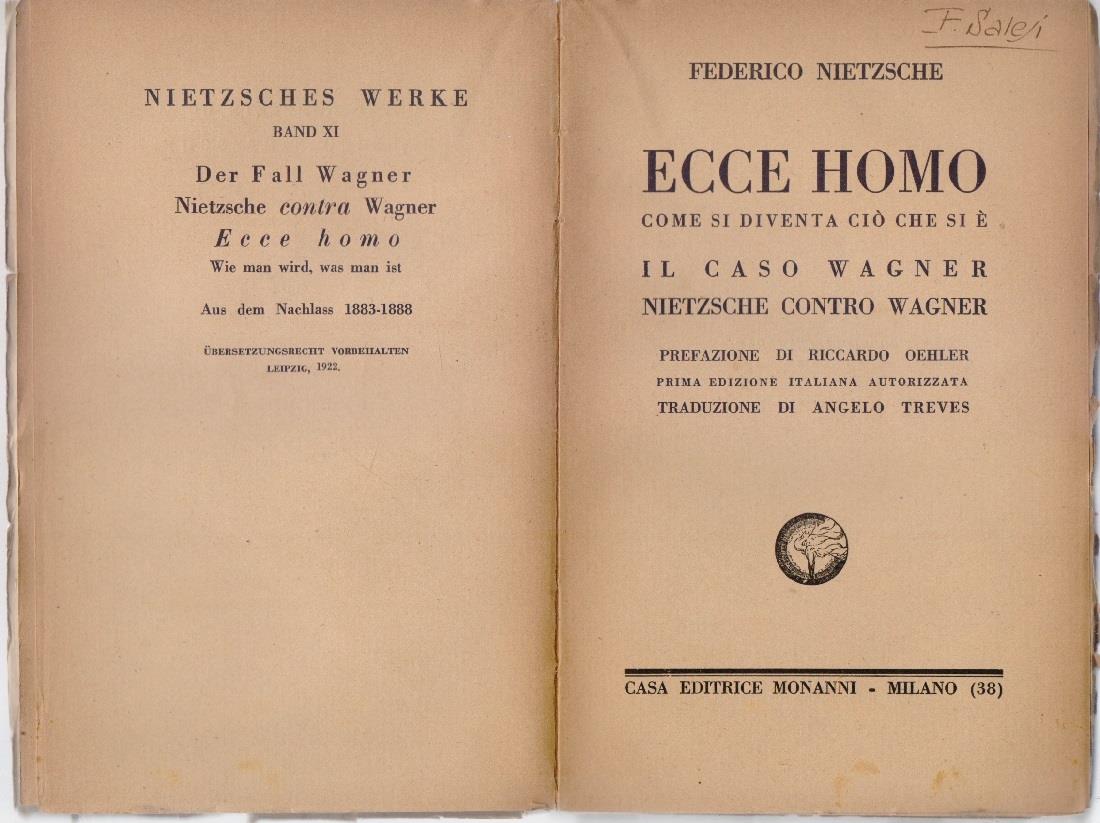 NIETZSCHES WERKE
BAND XI
Der Fall Wagner
Nietzsche contra Wagner
Ecce homo
Wie man wird, was man ist
Aus dem Nachlass 1883-1888
ÜBERSETZUNGSRECHT VORBEHALTEN
LEIPZIG, 1922.
F. Salesi
FEDERICO NIETZSCHE
ECCE HOMO
COME SI DIVENTA CIÒ CHE SI È
IL CASO WAGNER
NIETZSCHE CONTRO WAGNER
PREFAZIONE DI RICCARDO OEHLER
PRIMA EDIZIONE ITALIANA AUTORIZZATA
TRADUZIONE DI ANGELO TREVES
CASA EDITRICE MONANNI - MILANO (38)